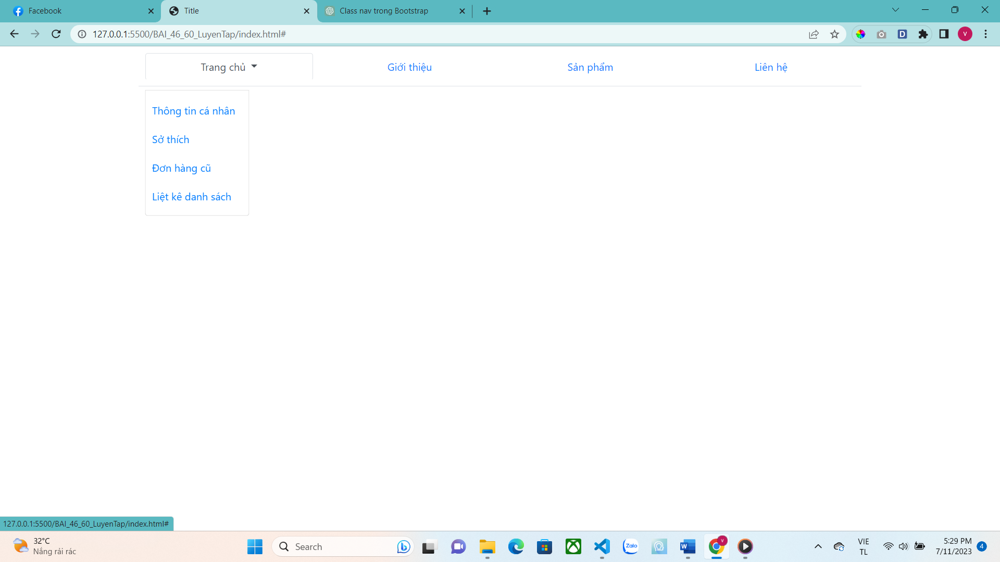 Facebook
Title
Class nav trong Bootstrap
127.0.0.1:5500/BAI_46_60_LuyenTap/index.html#
D
V
Trang chủ
Giới thiệu
Sản phẩm
Liên hệ
Thông tin cá nhân
Sở thích
Đơn hàng cũ
Liệt kê danh sách
127.0.0.1:5500/BAI_46_60_LuyenTap/index.html#
32°C
Nắng rải rác
Search
Zalo
W
V
VIE
TL
5:29 PM
7/11/2023
4